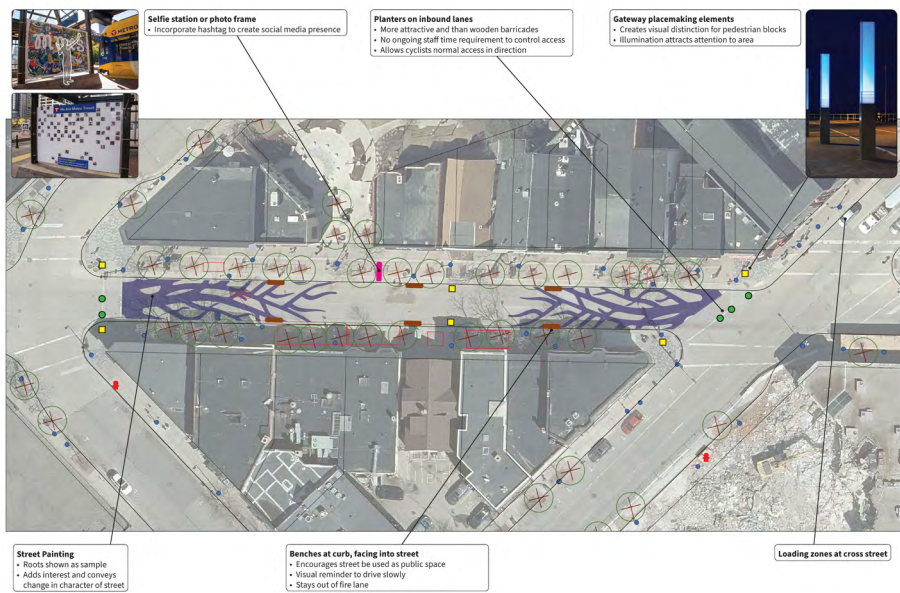 Selfie station or photo frame
• Incorporate hashtag to create social media presence
Planters on inbound lanes
• More attractive and than wooden barricades
• No ongoing staff time requirement to control access
• Allows cyclists normal access in direction
Gateway placemaking elements
• Creates visual distinction for pedestrian blocks
• Illumination attracts attention to area
METRO
Street Painting
• Roots shown as sample
• Adds interest and conveys
change in character of street
Benches at curb, facing into street
• Encourages street be used as public space
• Visual reminder to drive slowly
• Stays out of fire lane
Loading zones at cross street